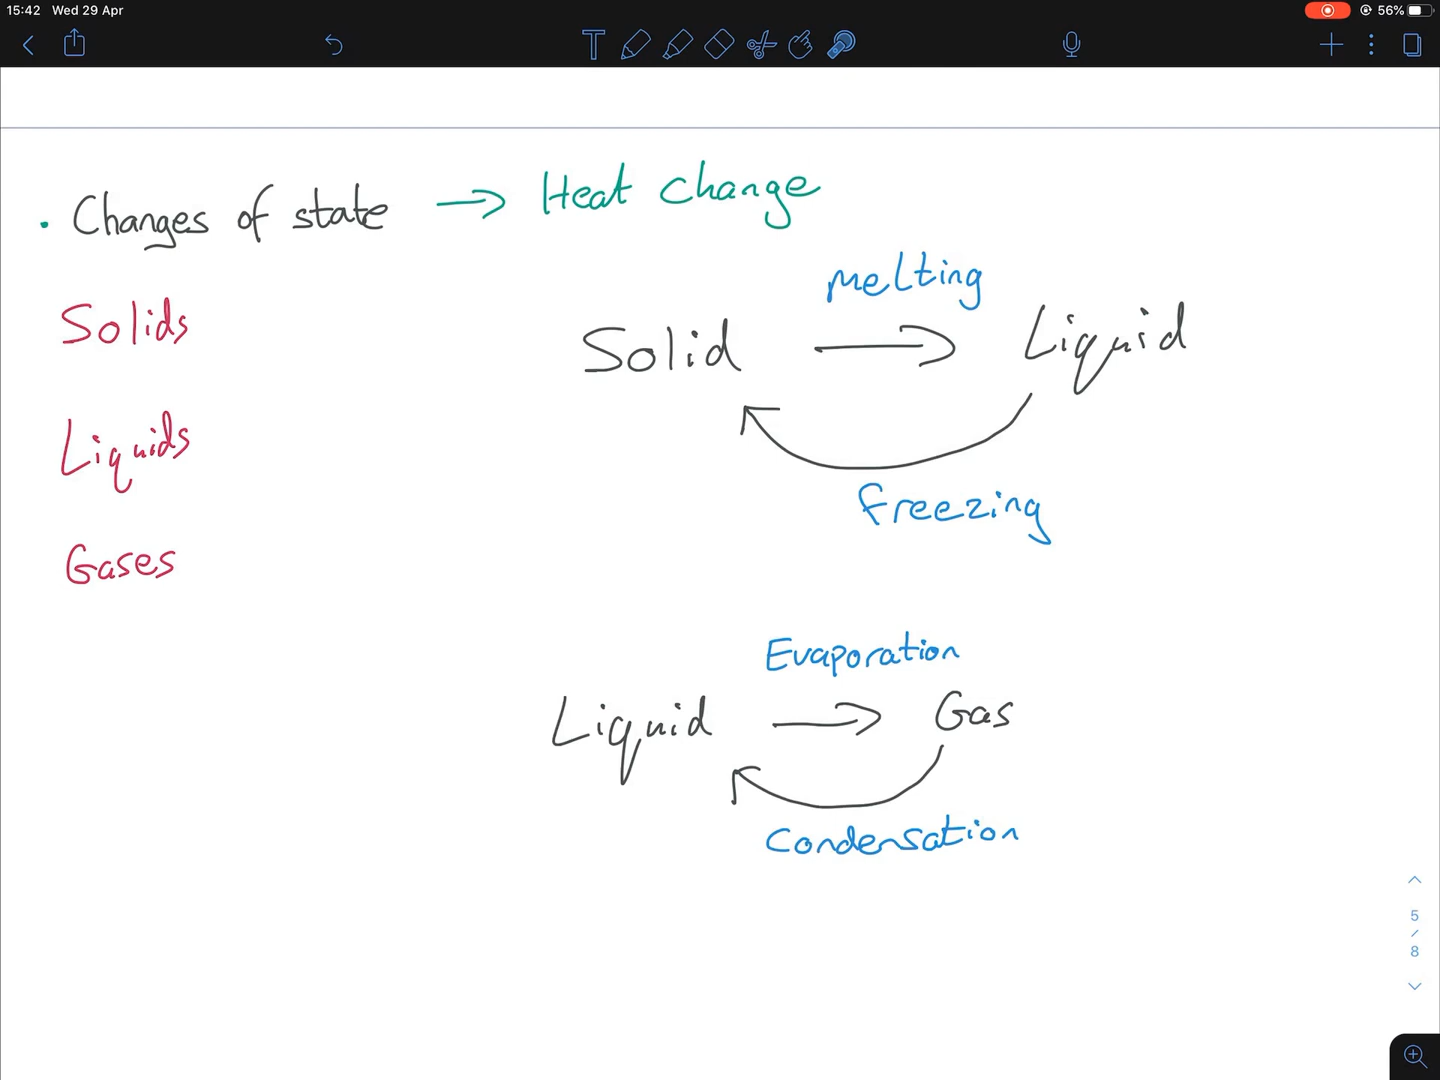 15:42 Wed 29 Apr
56%
• Changes of state → Heat change
Solids
Liquids
Gases
melting
Solid → Liquid
freezing
Evaporation
Liquid → Gas
Condensation
5
/
8